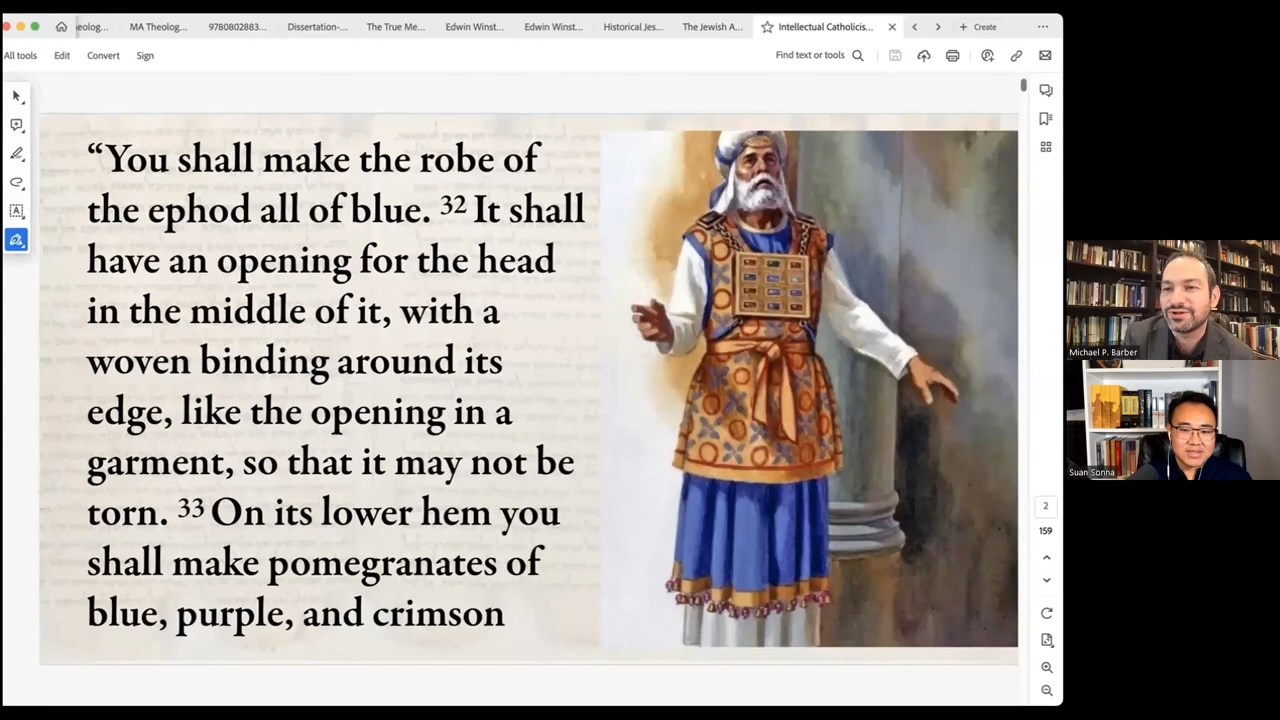 eolog...
MA Theolog...
9780802883...
Dissertation-...
The True Me...
Edwin Winst...
Edwin Winst...
Historical Jes...
The Jewish A...
Intellectual Catholicis...
Create
All tools
Edit
Convert
Sign
Find text or tools
“You shall make the robe of
the ephod all of blue. 32 It shall
have an opening for the head
in the middle of it, with a
woven binding around its
edge, like the opening in a
garment, so that it may not be
torn. 33 On its lower hem you
shall make pomegranates of
blue, purple, and crimson
2
159
Michael P. Barber
Suan Sonna